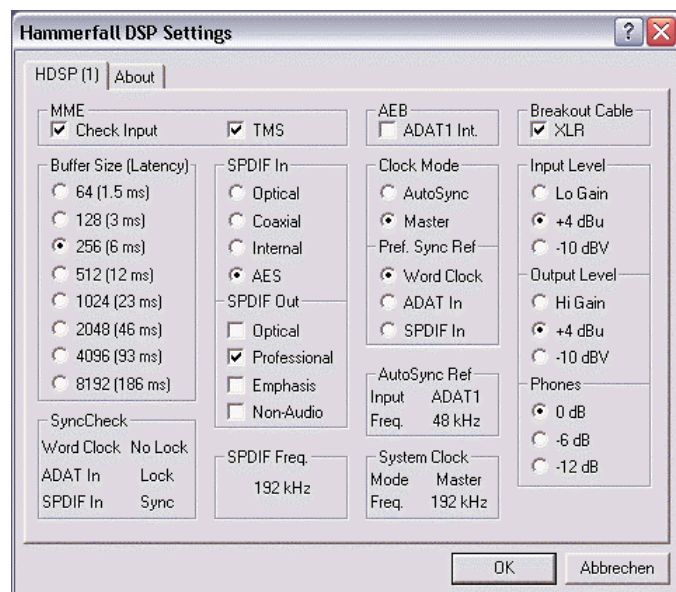 Hammerfall DSP Settings
HDSP (1)
About
MME
Check Input
TMS
AEB
ADAT1 Int.
Breakout Cable
XLR
Buffer Size (Latency)
64 (1.5 ms)
128 (3 ms)
256 (6 ms)
512 (12 ms)
1024 (23 ms)
2048 (46 ms)
4096 (93 ms)
8192 (186 ms)
SyncCheck
Word Clock No Lock
ADAT In Lock
SPDIF In Sync
SPDIF In
Optical
Coaxial
Internal
AES
SPDIF Out
Optical
Professional
Emphasis
Non-Audio
SPDIF Freq.
192 kHz
Clock Mode
AutoSync
Master
Pref. Sync Ref
Word Clock
ADAT In
SPDIF In
AutoSync Ref
Input ADAT1
Freq. 48 kHz
System Clock
Mode Master
Freq. 192 kHz
Input Level
Lo Gain
+4 dBu
-10 dBV
Output Level
Hi Gain
+4 dBu
-10 dBV
Phones
0 dB
-6 dB
-12 dB
OK
Abbrechen